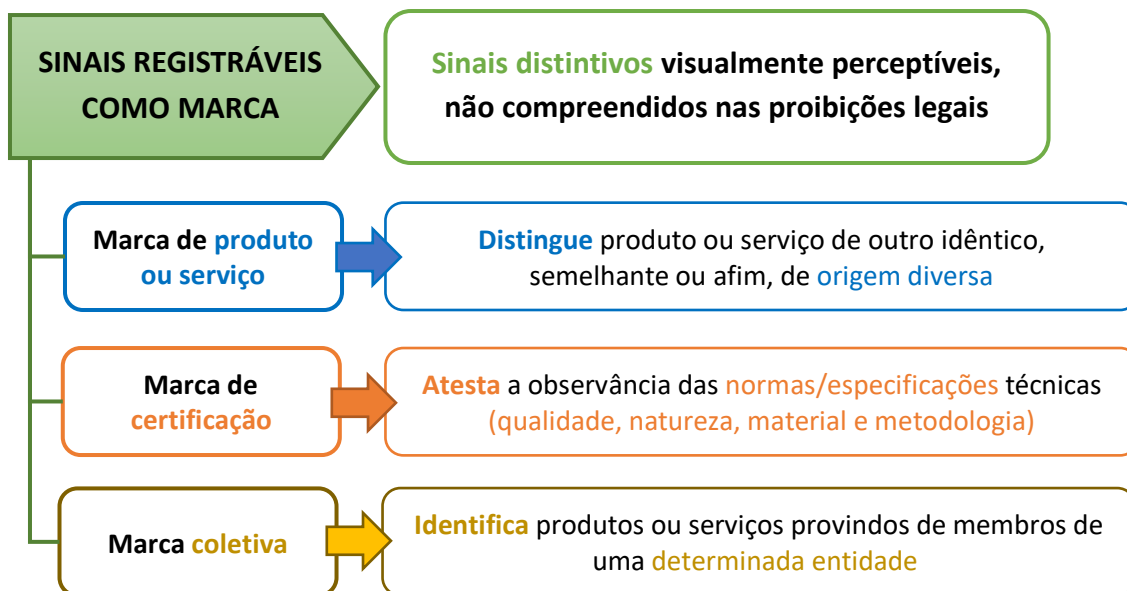 SINAIS REGISTRÁVEIS
COMO MARCA
Sinais distintivos visualmente perceptíveis,
não compreendidos nas proibições legais
Marca de produto
ou serviço
Distingue produto ou serviço de outro idêntico,
semelhante ou afim, de origem diversa
Marca de
certificação
Atesta a observância das normas/especificações técnicas
(qualidade, natureza, material e metodologia)
Marca coletiva
Identifica produtos ou serviços provindos de membros de
uma determinada entidade